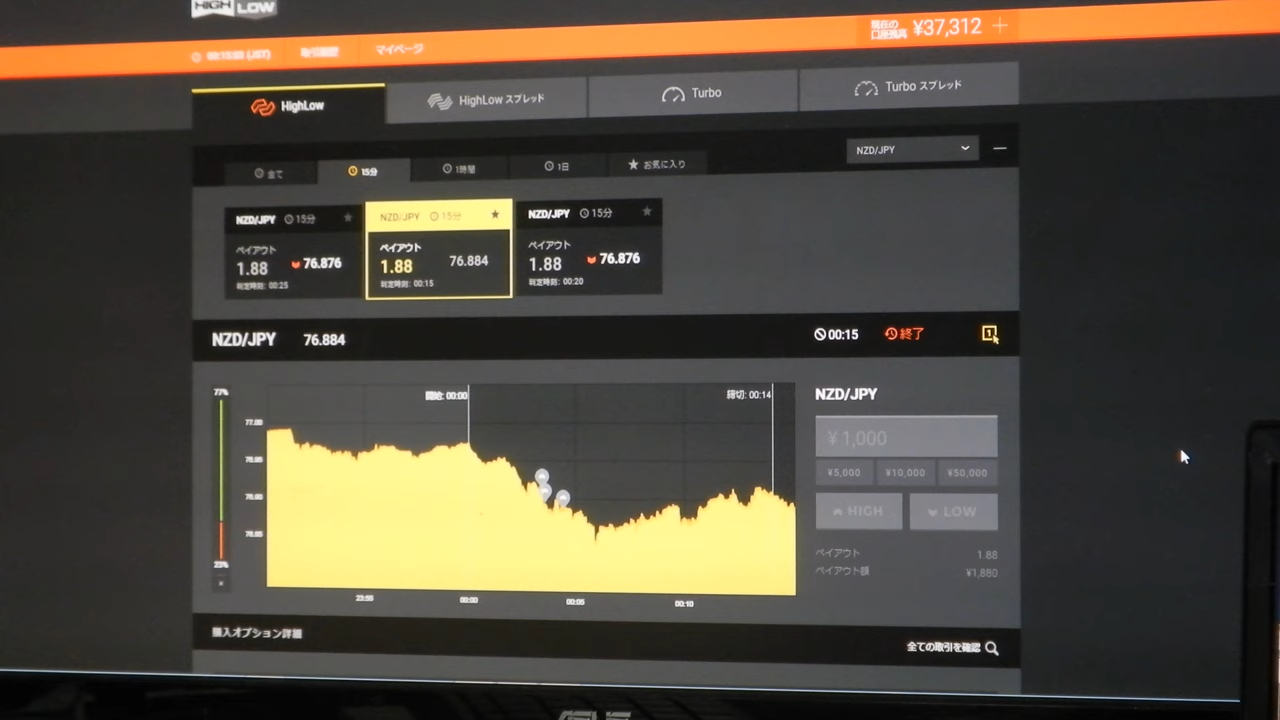 HIGH LOW
現在の
口座残高 ¥37,312
00:15:59 (JST) 取引履歴 マイページ
HighLow HighLow スプレッド Turbo Turbo スプレッド
全て 15分 1時間 1日 お気に入り NZD/JPY
NZD/JPY 15分 NZD/JPY 15分 NZD/JPY 15分
ペイアウト ペイアウト ペイアウト
1.88 76.876 1.88 76.884 1.88 76.876
判定時刻: 00:25 判定時刻: 00:15 判定時刻: 00:20
NZD/JPY 76.884 00:15 終了 1
77% 開始: 00:00 締切: 00:14 NZD/JPY
77.00
¥ 1,000
76.95
¥5,000 ¥10,000 ¥50,000
HIGH LOW
ペイアウト 1.88
23%
ペイアウト額 ¥1,880
23:55 00:00 00:05 00:10
購入オプション詳細
全ての取引を確認
ASUS